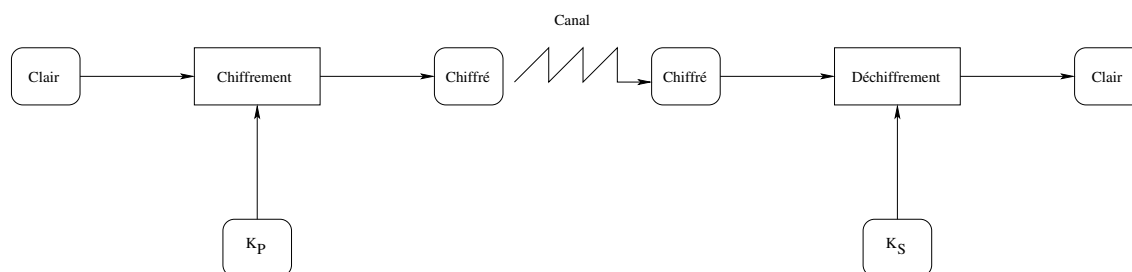 Canal
Clair
Chiffrement
Chiffré
Chiffré
Déchiffrement
Clair
K_P
K_S